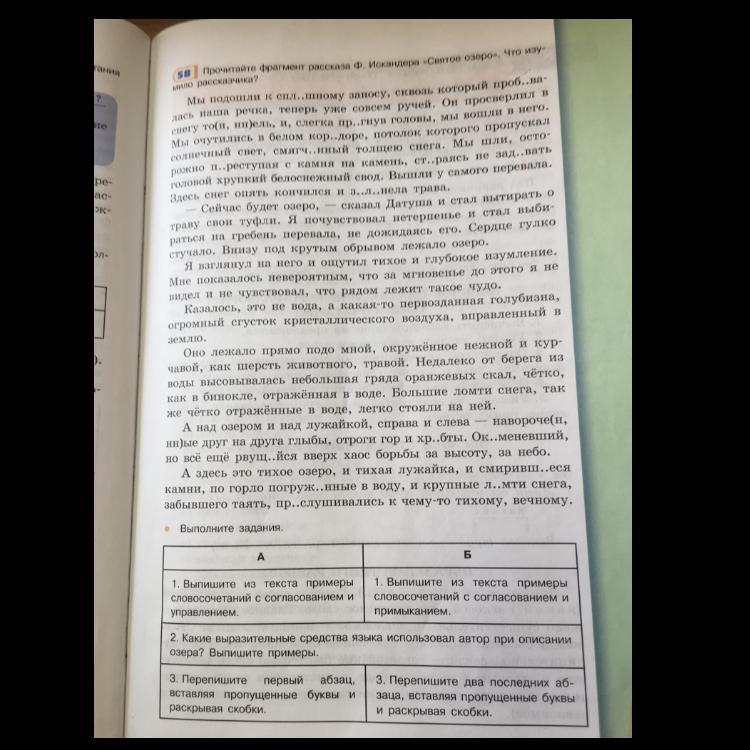 тания
?
ие
ре-
ас-
ок-
ол-
).
58 Прочитайте фрагмент рассказа Ф. Искандера «Святое озеро». Что изу-
мило рассказчика?
Мы подошли к спл..шному заносу, сквозь который проб..ва-
лась наша речка, теперь уже совсем ручей. Он просверлил в
снегу то(н, нн)ель, и, слегка пр..гнув головы, мы вошли в него.
Мы очутились в белом кор..доре, потолок которого пропускал
солнечный свет, смягч..нный толщею снега. Мы шли, осто-
рожно п..реступая с камня на камень, ст..раясь не зад..вать
головой хрупкий белоснежный свод. Вышли у самого перевала.
Здесь снег опять кончился и з..л..нела трава.
— Сейчас будет озеро, — сказал Датуша и стал вытирать о
траву свои туфли. Я почувствовал нетерпенье и стал выби-
раться на гребень перевала, не дожидаясь его. Сердце гулко
стучало. Внизу под крутым обрывом лежало озеро.
Я взглянул на него и ощутил тихое и глубокое изумление.
Мне показалось невероятным, что за мгновенье до этого я не
видел и не чувствовал, что рядом лежит такое чудо.
Казалось, это не вода, а какая-то первозданная голубизна,
огромный сгусток кристаллического воздуха, вправленный в
землю.
Оно лежало прямо подо мной, окружённое нежной и кур-
чавой, как шерсть животного, травой. Недалеко от берега из
воды высовывалась небольшая гряда оранжевых скал, чётко,
как в бинокле, отражённая в воде. Большие ломти снега, так
же чётко отражённые в воде, легко стояли на ней.
А над озером и над лужайкой, справа и слева — навороче(н,
нн)ые друг на друга глыбы, отроги гор и хр..бты. Ок..меневший,
но всё ещё рвущ..йся вверх хаос борьбы за высоту, за небо.
А здесь это тихое озеро, и тихая лужайка, и смиривш..еся
камни, по горло погруж..нные в воду, и крупные л..мти снега,
забывшего таять, пр..слушивались к чему-то тихому, вечному.
• Выполните задания.
А
Б
1. Выпишите из текста примеры
словосочетаний с согласованием и
управлением.
1. Выпишите из текста примеры
словосочетаний с согласованием и
примыканием.
2. Какие выразительные средства языка использовал автор при описании
озера? Выпишите примеры.
3. Перепишите первый абзац,
вставляя пропущенные буквы и
раскрывая скобки.
3. Перепишите два последних аб-
заца, вставляя пропущенные буквы
и раскрывая скобки.